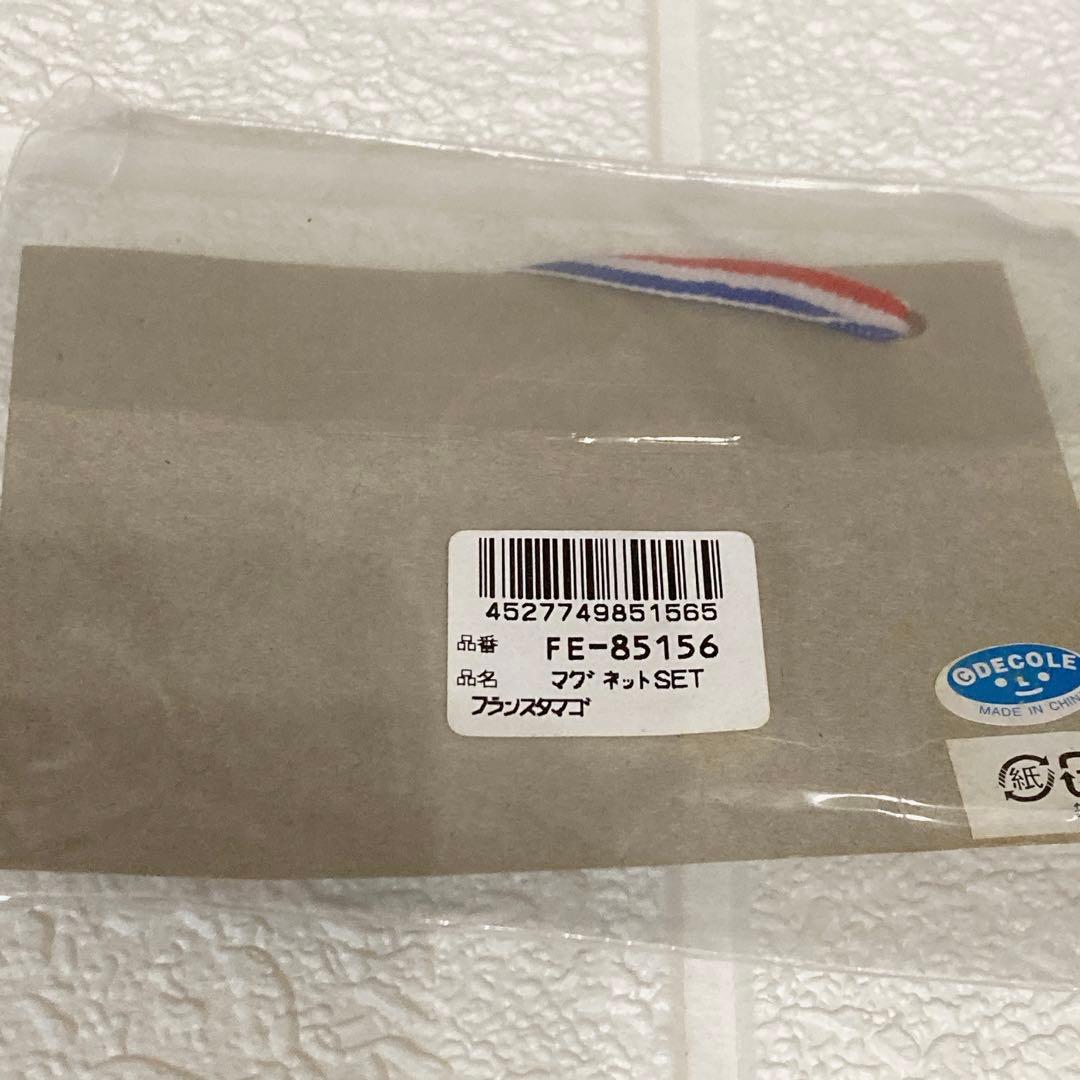 4527749851565
品番 FE-85156
品名 マグネットSET
フランスタマゴ
©DECOLE
MADE IN CHIN
紙